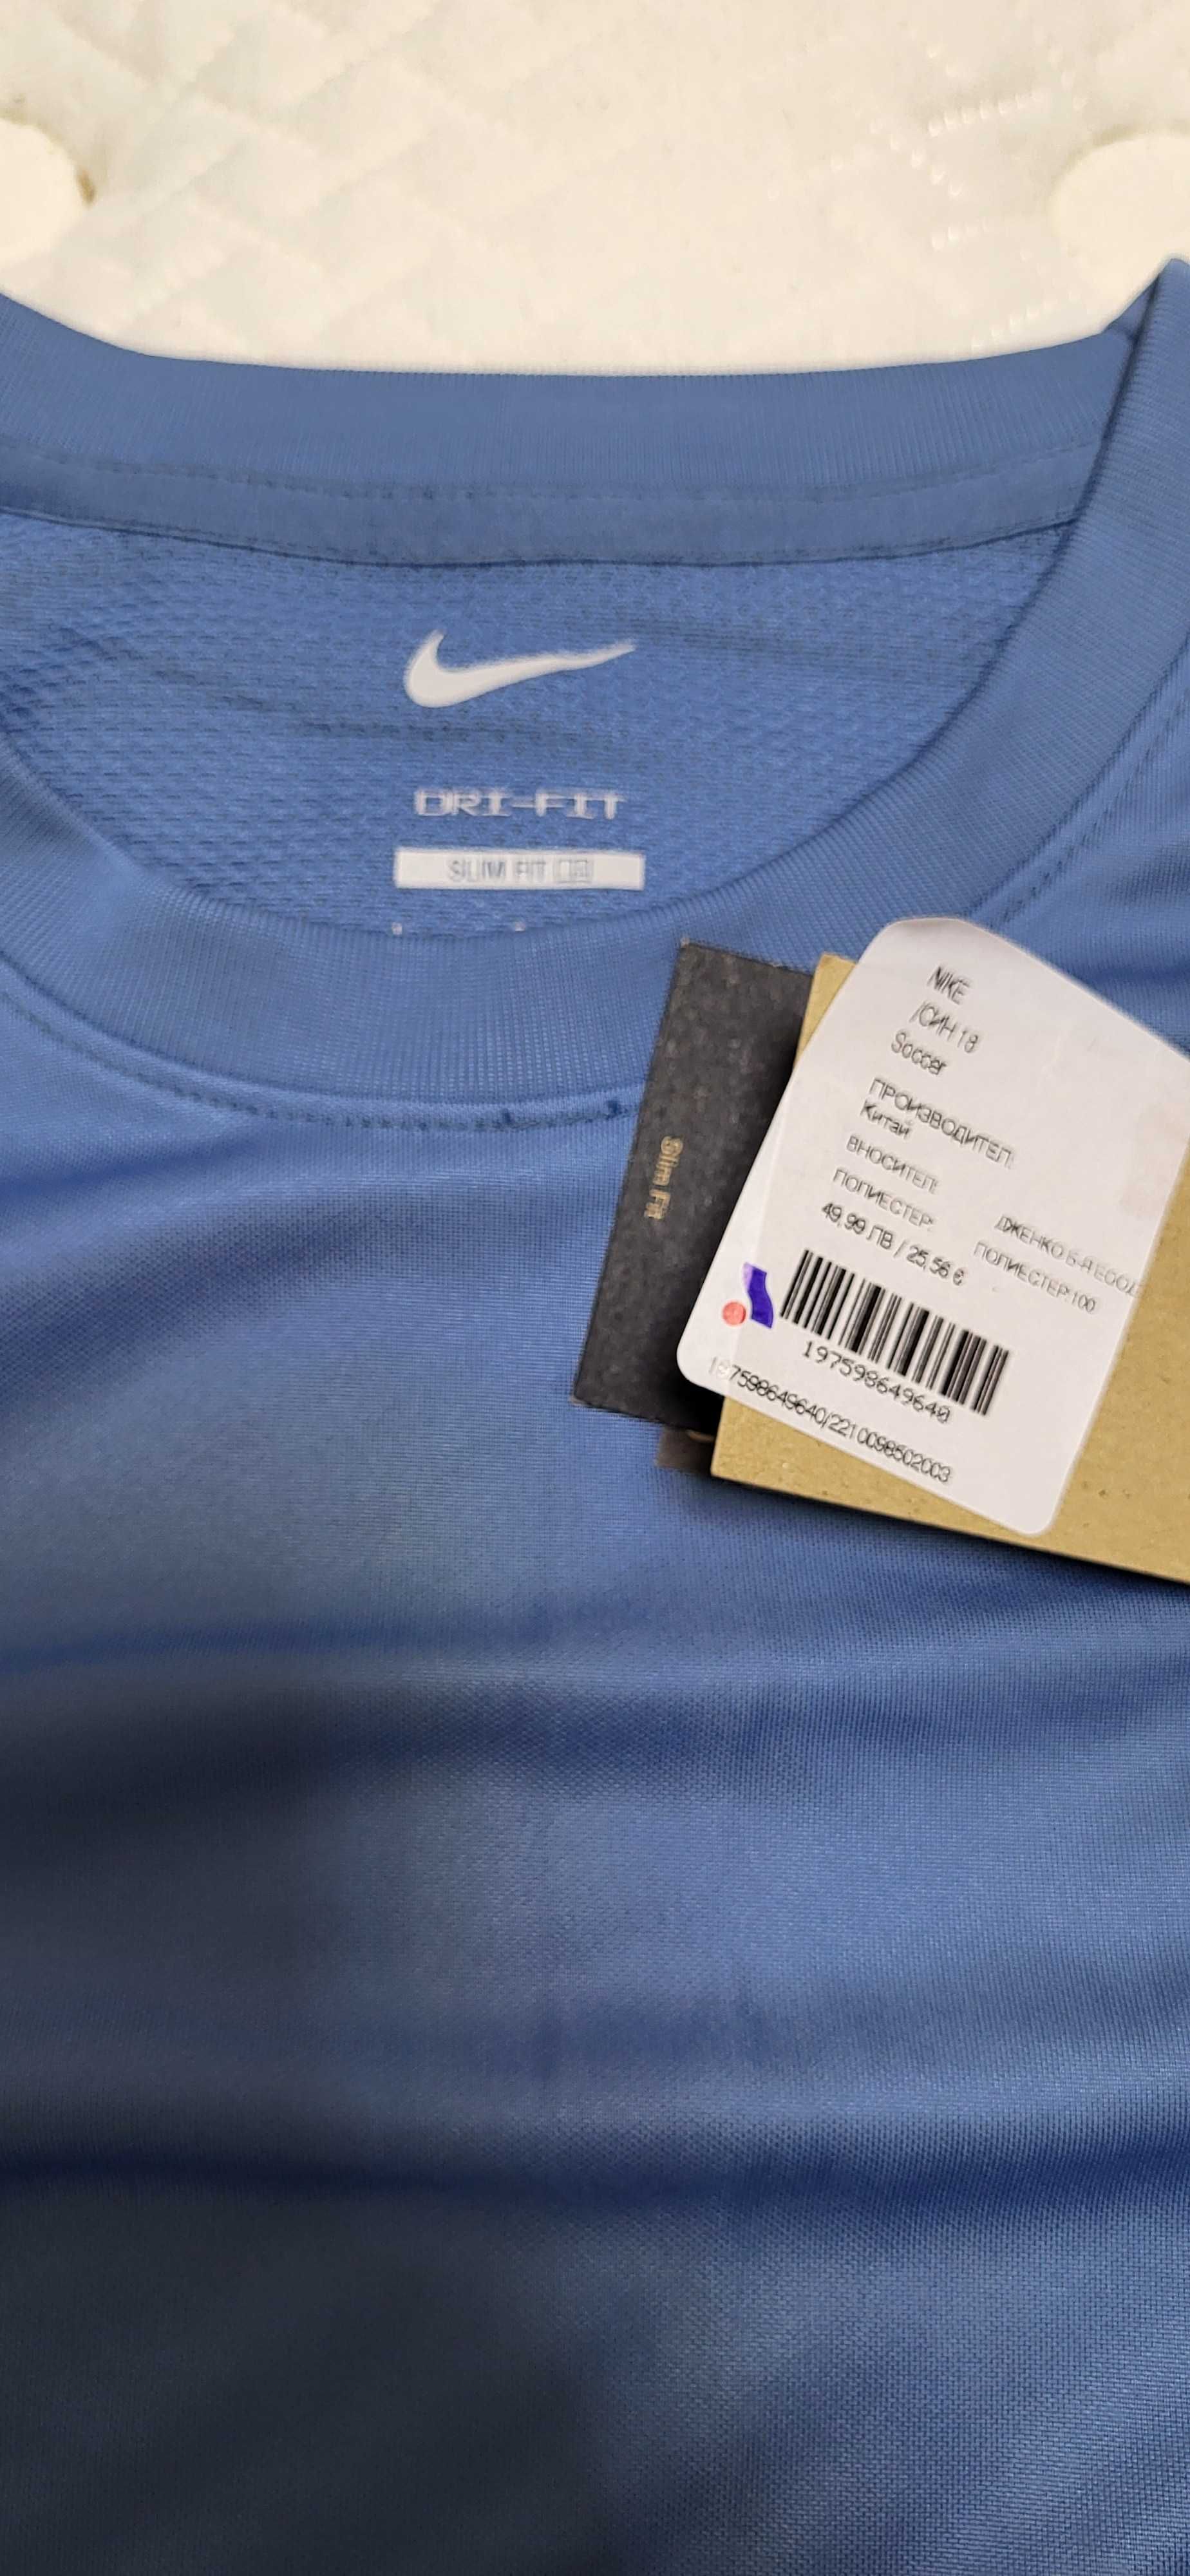 DRI-FIT
SLIM FIT
Slim Fit
NIKE
/СИН 18
Soccer
ПРОИЗВОДИТЕЛ:
Китай
ВНОСИТЕЛ:
ДЖЕНКО
ПОЛИЕСТЕР:
ПОЛИЕСТЕР:100
49,99 ЛВ / 25,56 €
197598649640
197598649640/2210098502003